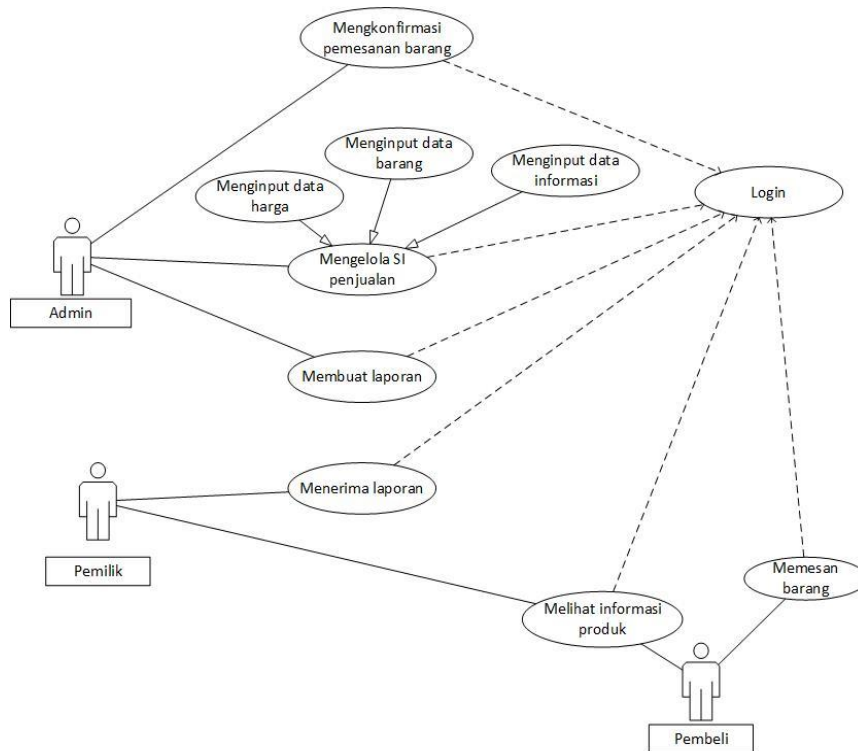 Mengkonfirmasi
pemesanan barang
Menginput data
barang
Menginput data
informasi
Menginput data
harga
Login
Mengelola SI
penjualan
Admin
Membuat laporan
Menerima laporan
Pemilik
Memesan
barang
Melihat informasi
produk
Pembeli